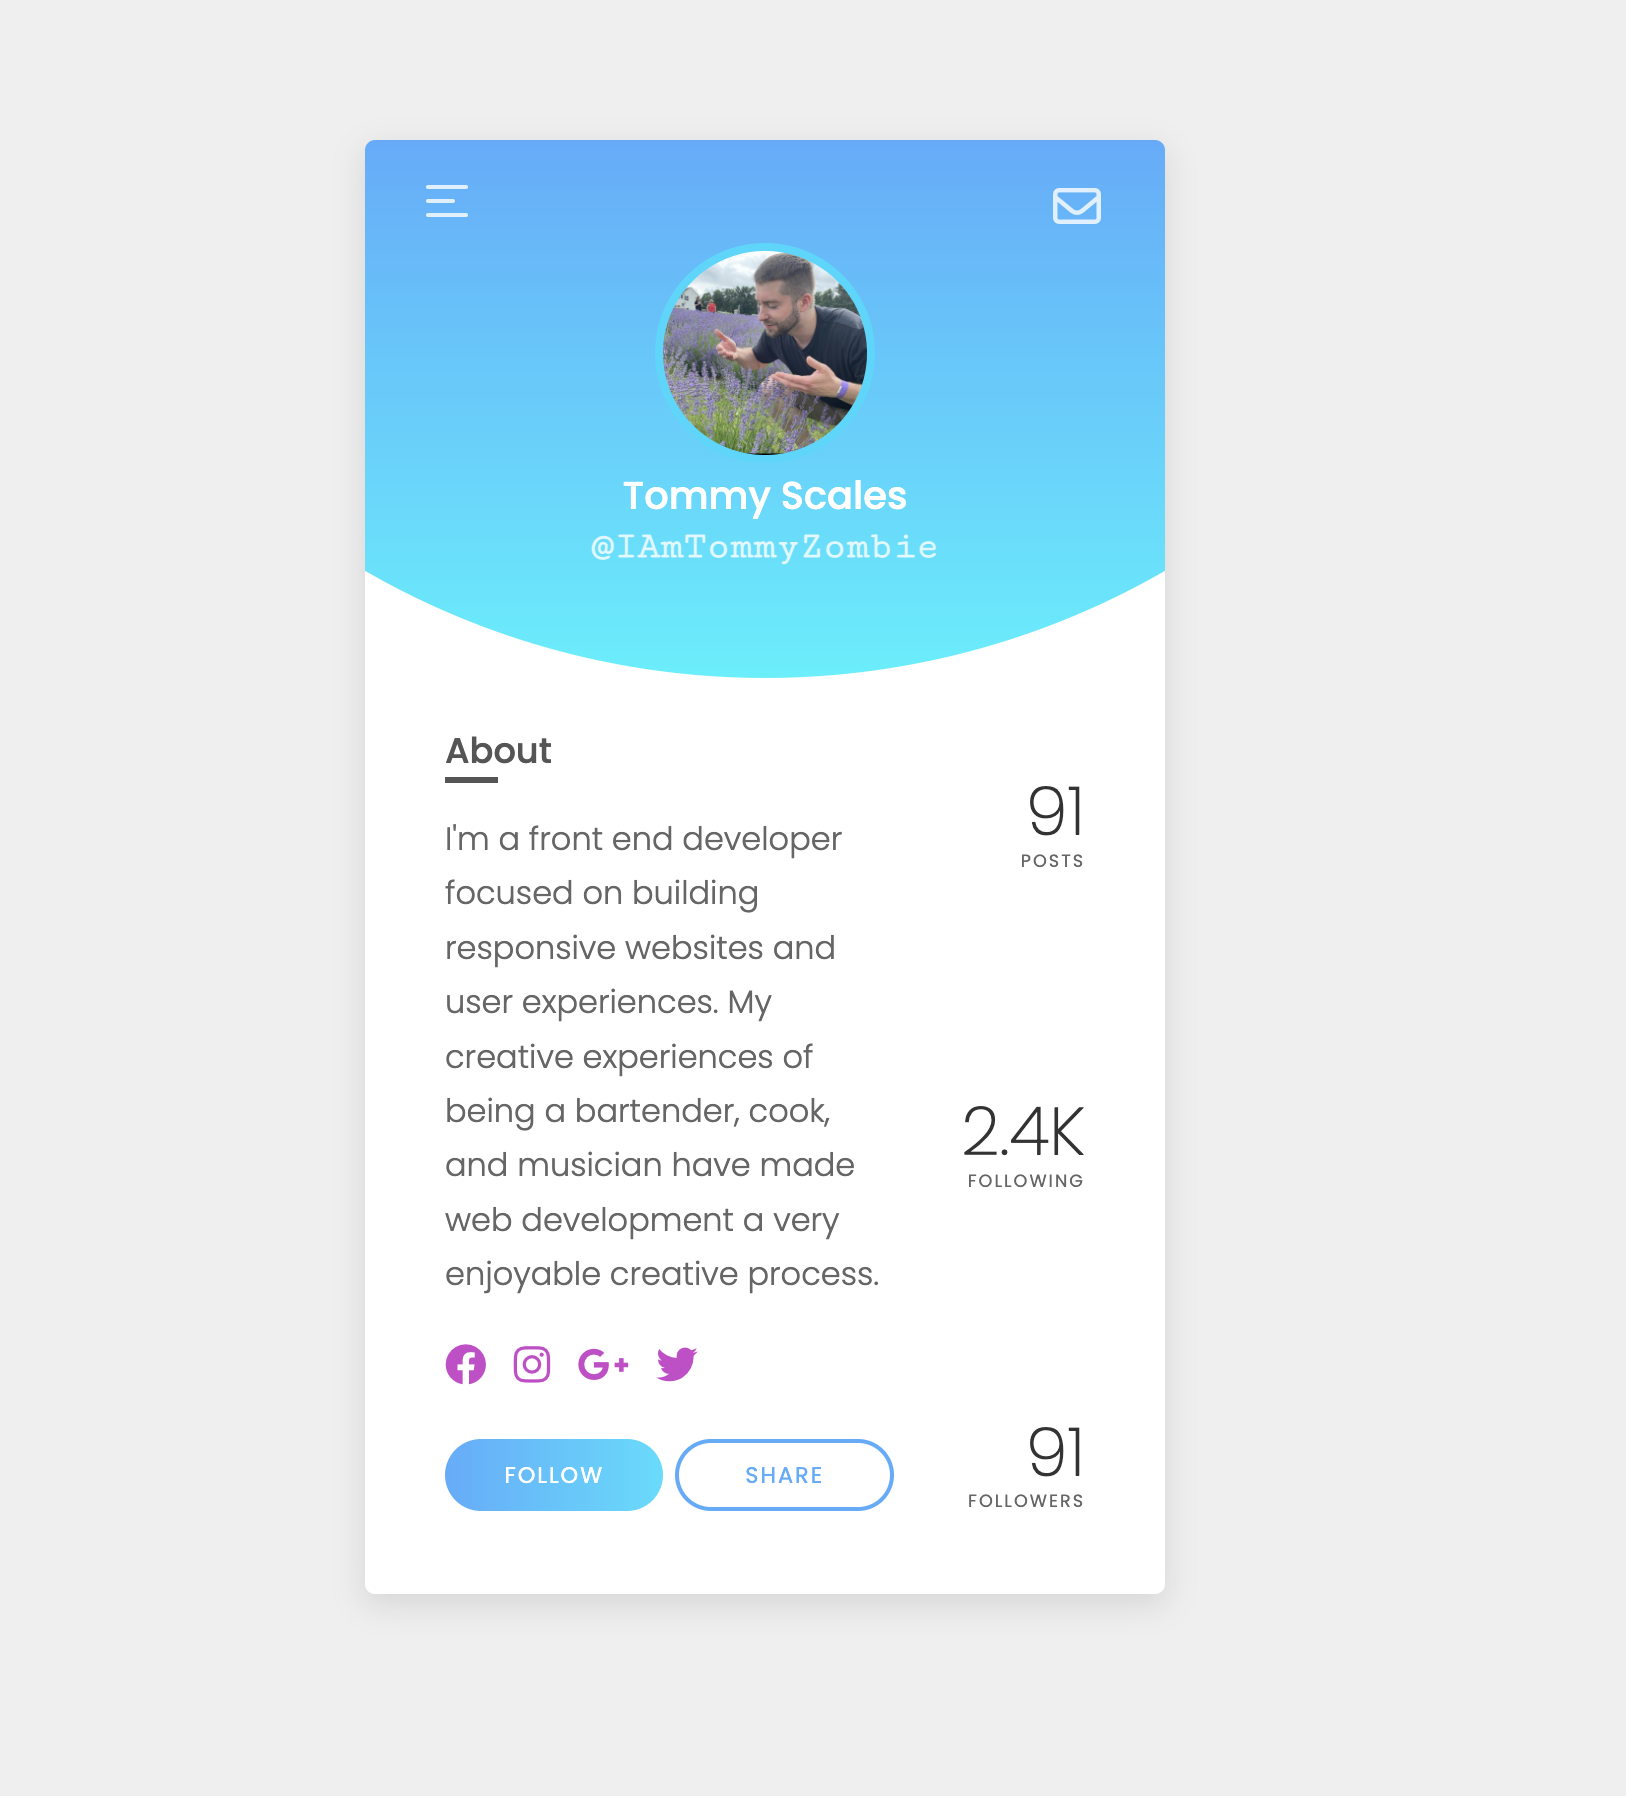 Tommy Scales
@IAmTommyZombie
About
I'm a front end developer
focused on building
responsive websites and
user experiences. My
creative experiences of
being a bartender, cook,
and musician have made
web development a very
enjoyable creative process.
FOLLOW
SHARE
91
POSTS
2.4K
FOLLOWING
91
FOLLOWERS